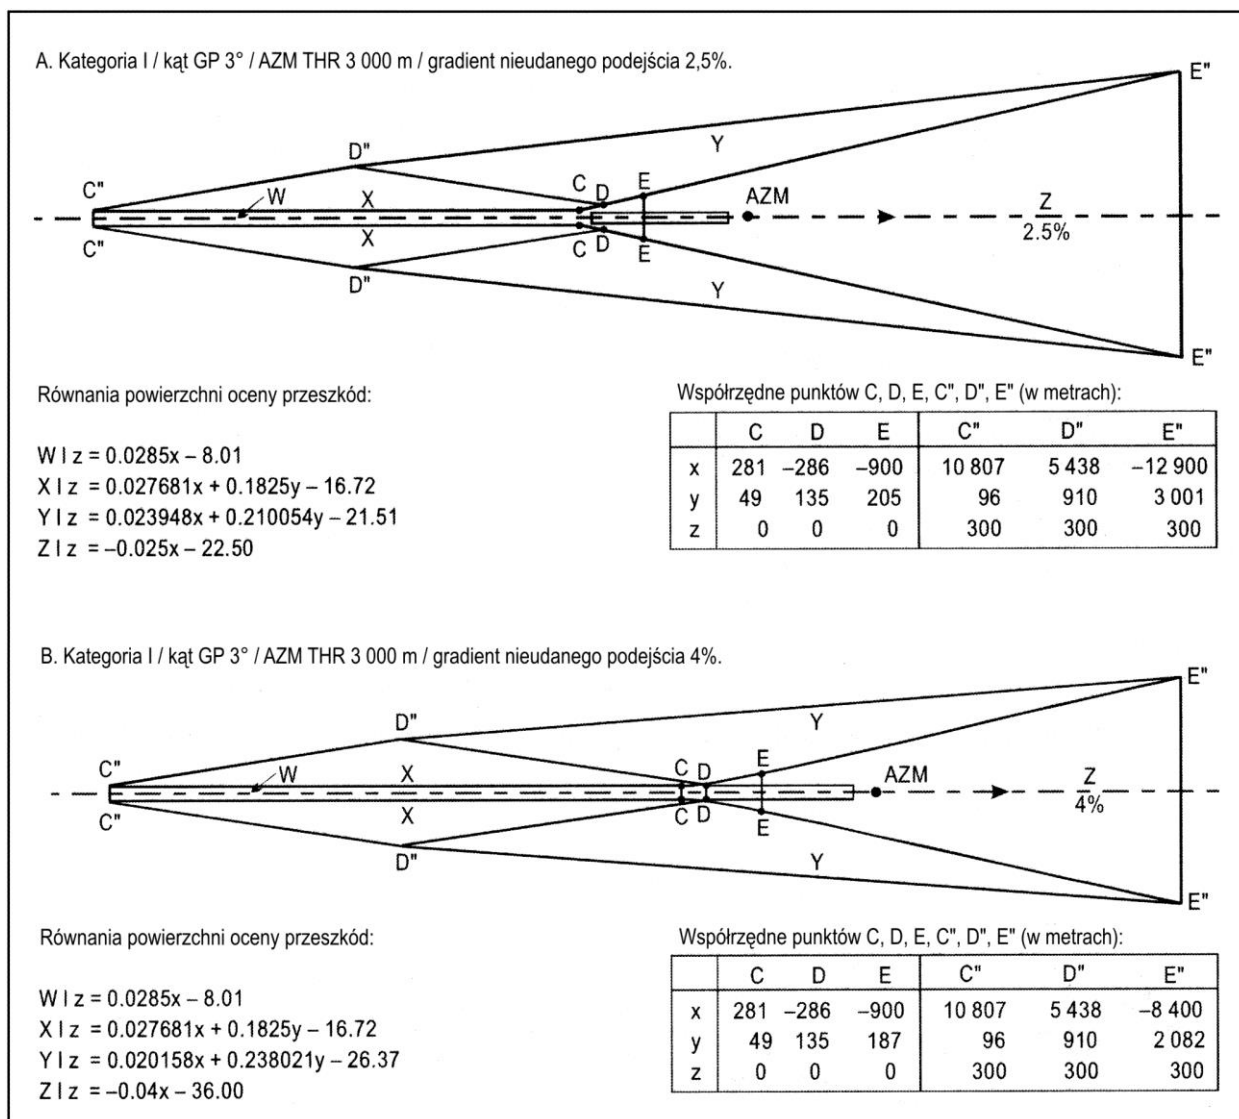 A. Kategoria I / kąt GP 3° / AZM THR 3 000 m / gradient nieudanego podejścia 2,5%.
E"
D"
Y
C"
W
X
C
D
E
AZM
Z
2.5%
X
C"
C
D
E
D"
Y
E"
Równania powierzchni oceny przeszkód:
W I z = 0.0285x – 8.01
X I z = 0.027681x + 0.1825y – 16.72
Y I z = 0.023948x + 0.210054y – 21.51
Z I z = –0.025x – 22.50
Współrzędne punktów C, D, E, C", D", E" (w metrach):
C D E C" D" E"
x 281 –286 –900 10 807 5 438 –12 900
y 49 135 205 96 910 3 001
z 0 0 0 300 300 300
B. Kategoria I / kąt GP 3° / AZM THR 3 000 m / gradient nieudanego podejścia 4%.
E"
D"
Y
C"
W
X
C
D
E
AZM
Z
4%
C"
X
C
D
E
D"
Y
E"
Równania powierzchni oceny przeszkód:
W I z = 0.0285x – 8.01
X I z = 0.027681x + 0.1825y – 16.72
Y I z = 0.020158x + 0.238021y – 26.37
Z I z = –0.04x – 36.00
Współrzędne punktów C, D, E, C", D", E" (w metrach):
C D E C" D" E"
x 281 –286 –900 10 807 5 438 –8 400
y 49 135 187 96 910 2 082
z 0 0 0 300 300 300